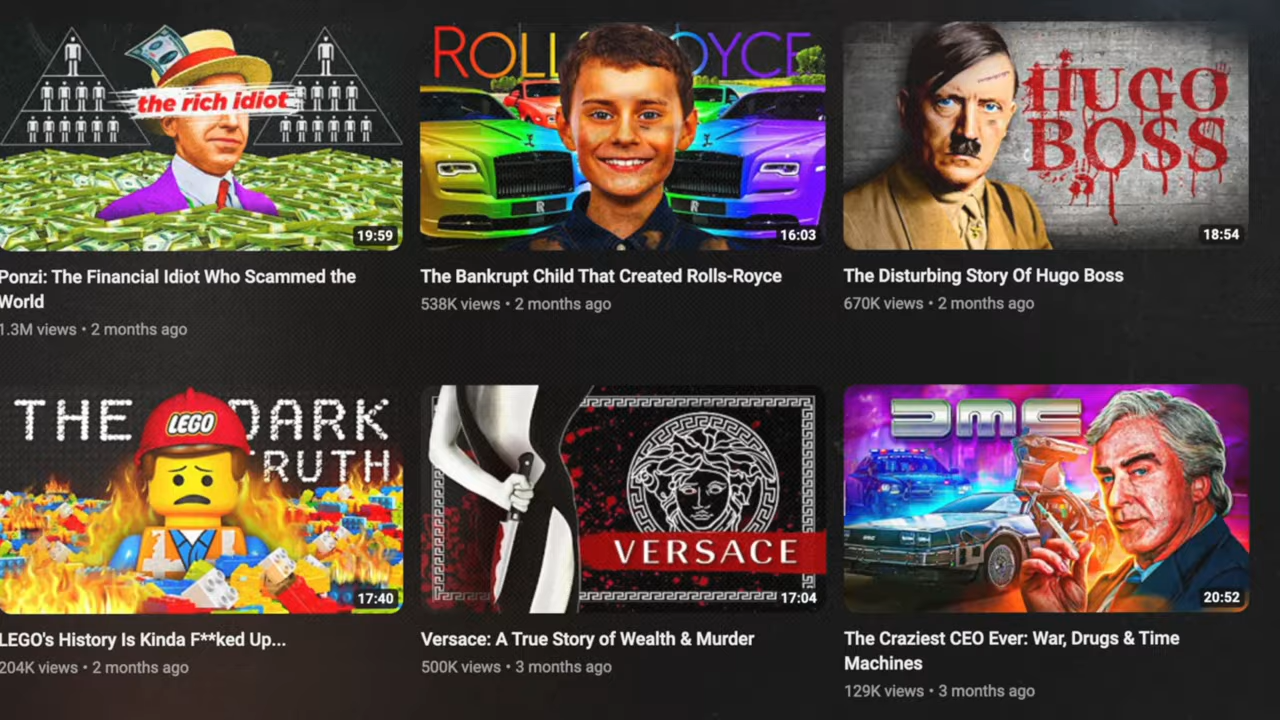 the rich idiot
19:59
ROLLS ROYCE
16:03
HUGO
BOSS
18:54
Ponzi: The Financial Idiot Who Scammed the
World
1.3M views • 2 months ago
The Bankrupt Child That Created Rolls-Royce
538K views • 2 months ago
The Disturbing Story Of Hugo Boss
670K views • 2 months ago
THE DARK
TRUTH
LEGO
17:40
VERSACE
17:04
DMC
20:52
LEGO's History Is Kinda F**ked Up...
204K views • 2 months ago
Versace: A True Story of Wealth & Murder
500K views • 3 months ago
The Craziest CEO Ever: War, Drugs & Time
Machines
129K views • 3 months ago